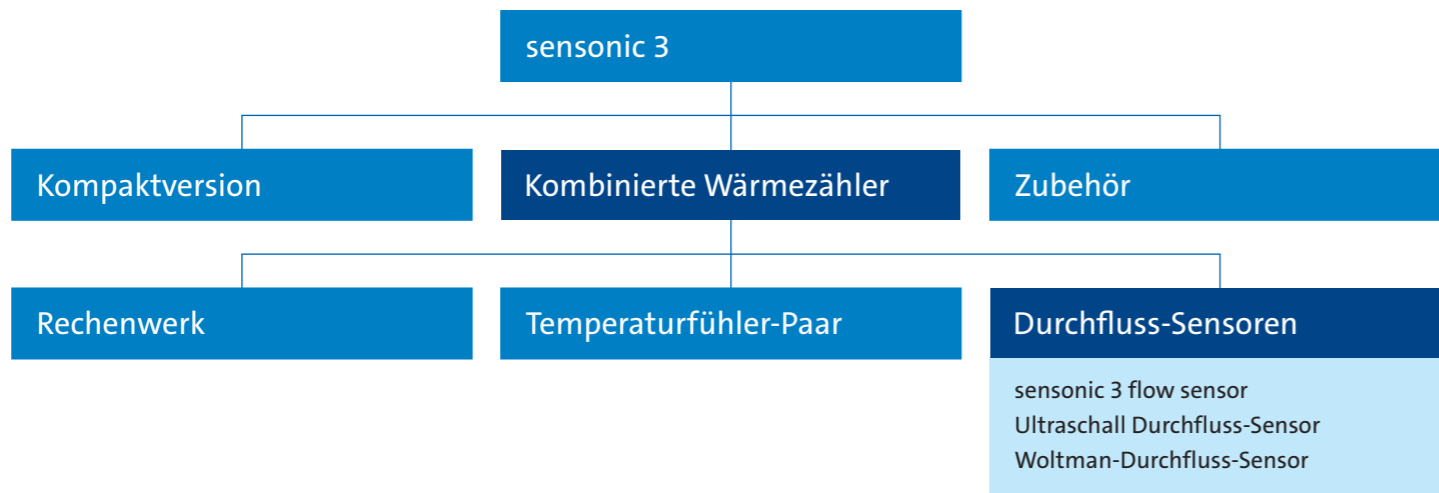 sensonic 3
Kompaktversion
Kombinierte Wärmezähler
Zubehör
Rechenwerk
Temperaturfühler-Paar
Durchfluss-Sensoren
sensonic 3 flow sensor
Ultraschall Durchfluss-Sensor
Woltman-Durchfluss-Sensor